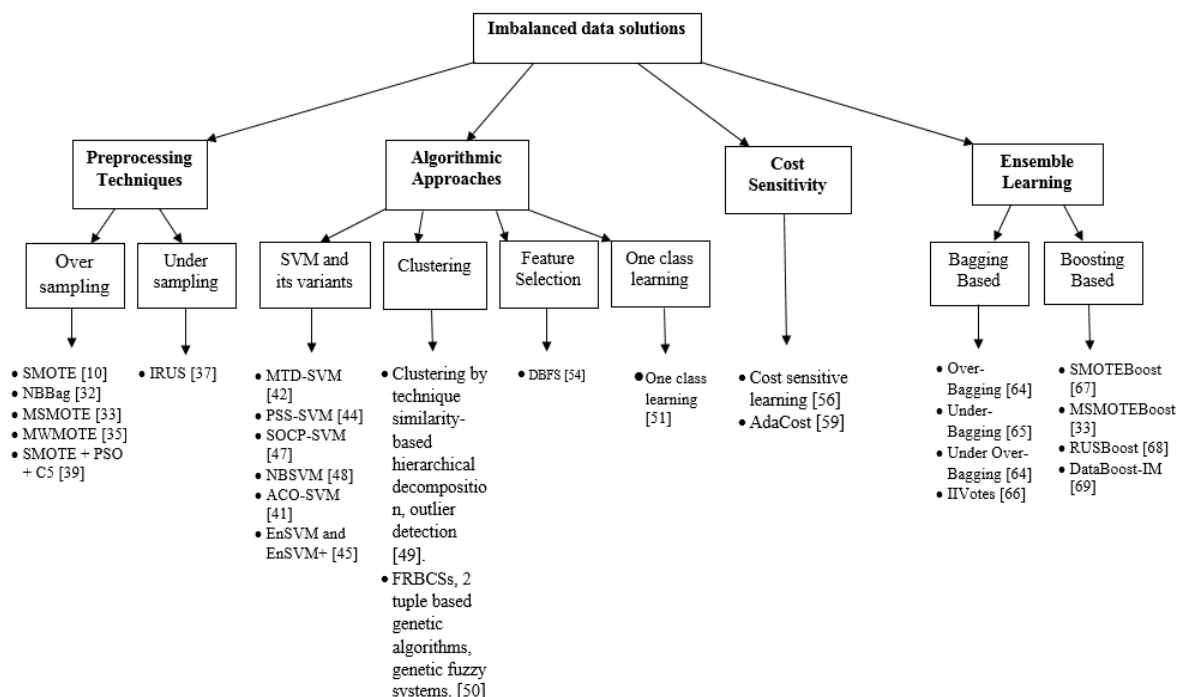 Imbalanced data solutions
Preprocessing
Techniques
Algorithmic
Approaches
Cost
Sensitivity
Ensemble
Learning
Over
sampling
Under
sampling
SVM and
its variants
Clustering
Feature
Selection
One class
learning
Bagging
Based
Boosting
Based
• SMOTE [10]
• NBBag [32]
• MSMOTE [33]
• MWMOTE [35]
• SMOTE + PSO
+ C5 [39]
• IRUS [37]
• MTD-SVM
[42]
• PSS-SVM [44]
• SOCP-SVM
[47]
• NBSVM [48]
• ACO-SVM
[41]
• EnSVM and
EnSVM+ [45]
• Clustering by
technique
similarity-
based
hierarchical
decompositio
n, outlier
detection
[49].
• FRBCSs, 2
tuple based
genetic
algorithms,
genetic fuzzy
systems. [50]
• DBFS [54]
• One class
learning
[51]
• Cost sensitive
learning [56]
• AdaCost [59]
• Over-
Bagging [64]
• Under-
Bagging [65]
• Under Over-
Bagging [64]
• IIVotes [66]
• SMOTEBoost
[67]
• MSMOTEBoost
[33]
• RUSBoost [68]
• DataBoost-IM
[69]